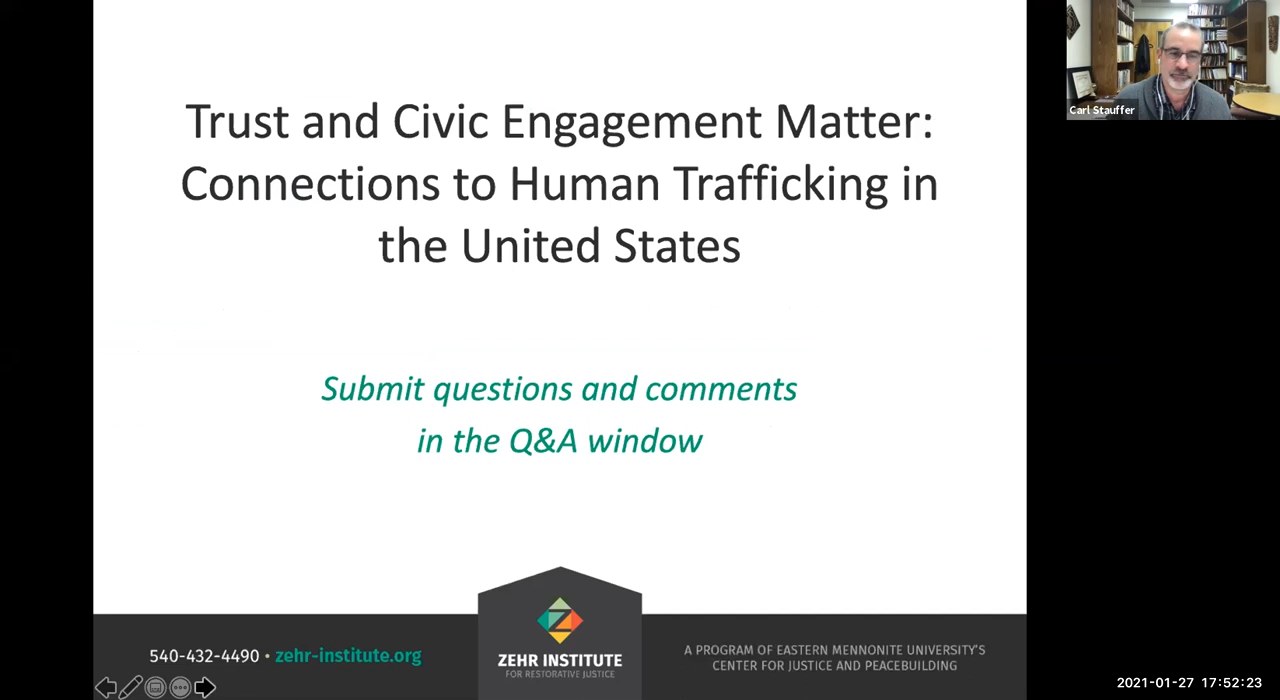 Trust and Civic Engagement Matter:
Connections to Human Trafficking in
the United States
Submit questions and comments
in the Q&A window
540-432-4490 • zehr-institute.org
ZEHR INSTITUTE
FOR RESTORATIVE JUSTICE
A PROGRAM OF EASTERN MENNONITE UNIVERSITY'S
CENTER FOR JUSTICE AND PEACEBUILDING
Carl Stauffer
2021-01-27 17:52:23